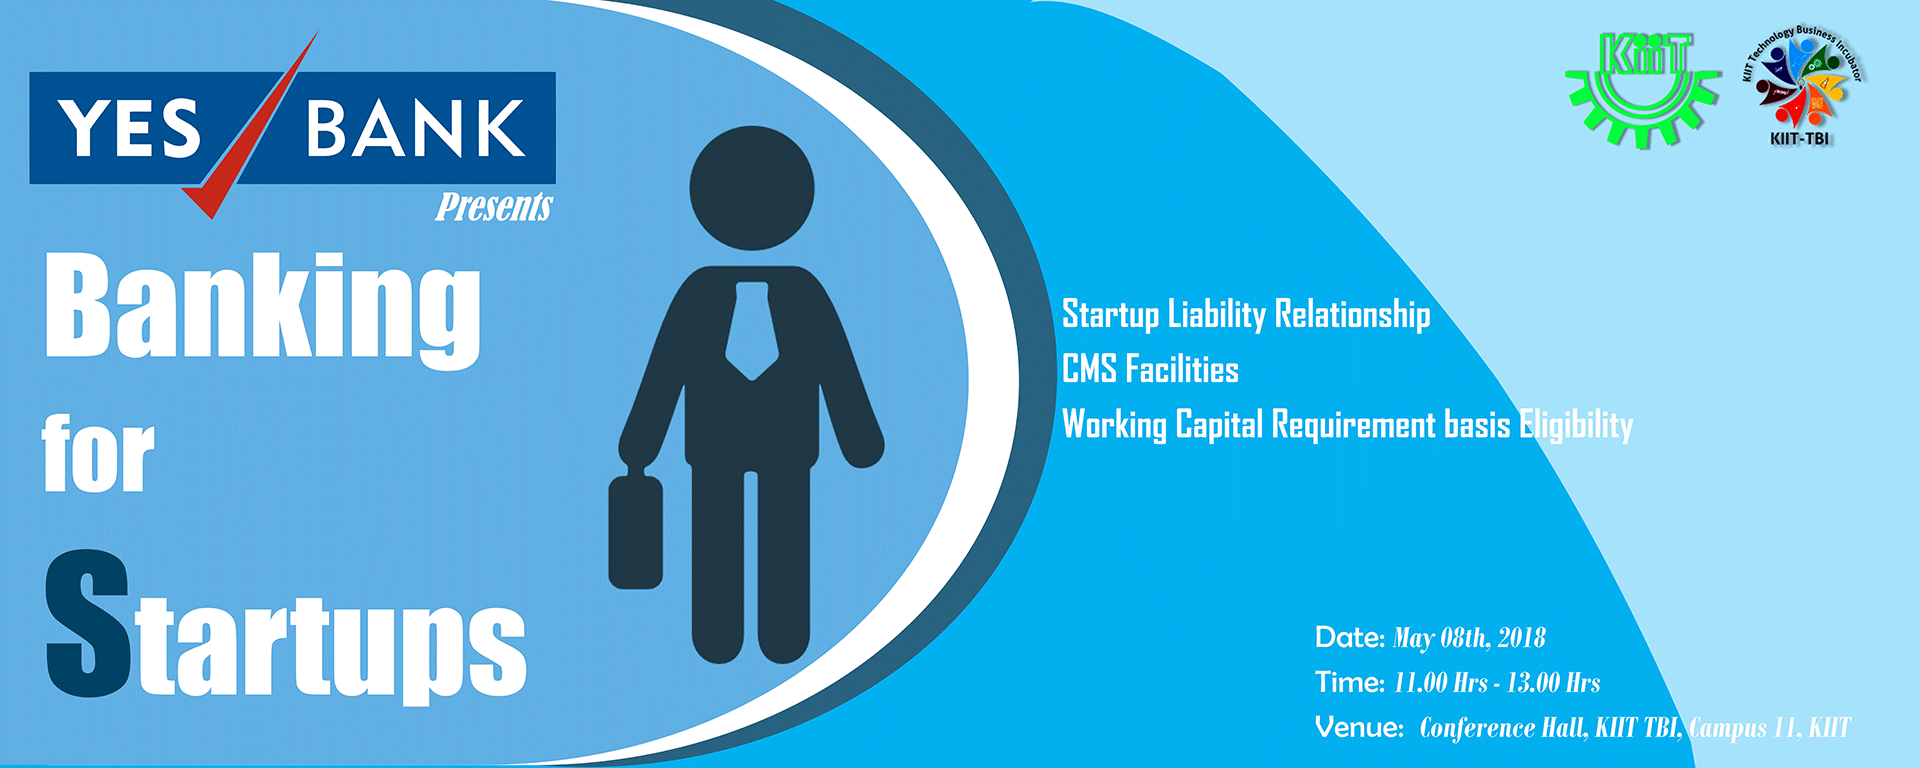 YES BANK
Presents
Banking
for
Startups
KiiT
KIIT Technology Business Incubator
KIIT-TBI
Startup Liability Relationship
CMS Facilities
Working Capital Requirement basis Eligibility
Date: May 08th, 2018
Time: 11.00 Hrs - 13.00 Hrs
Venue: Conference Hall, KIIT TBI, Campus 11, KIIT